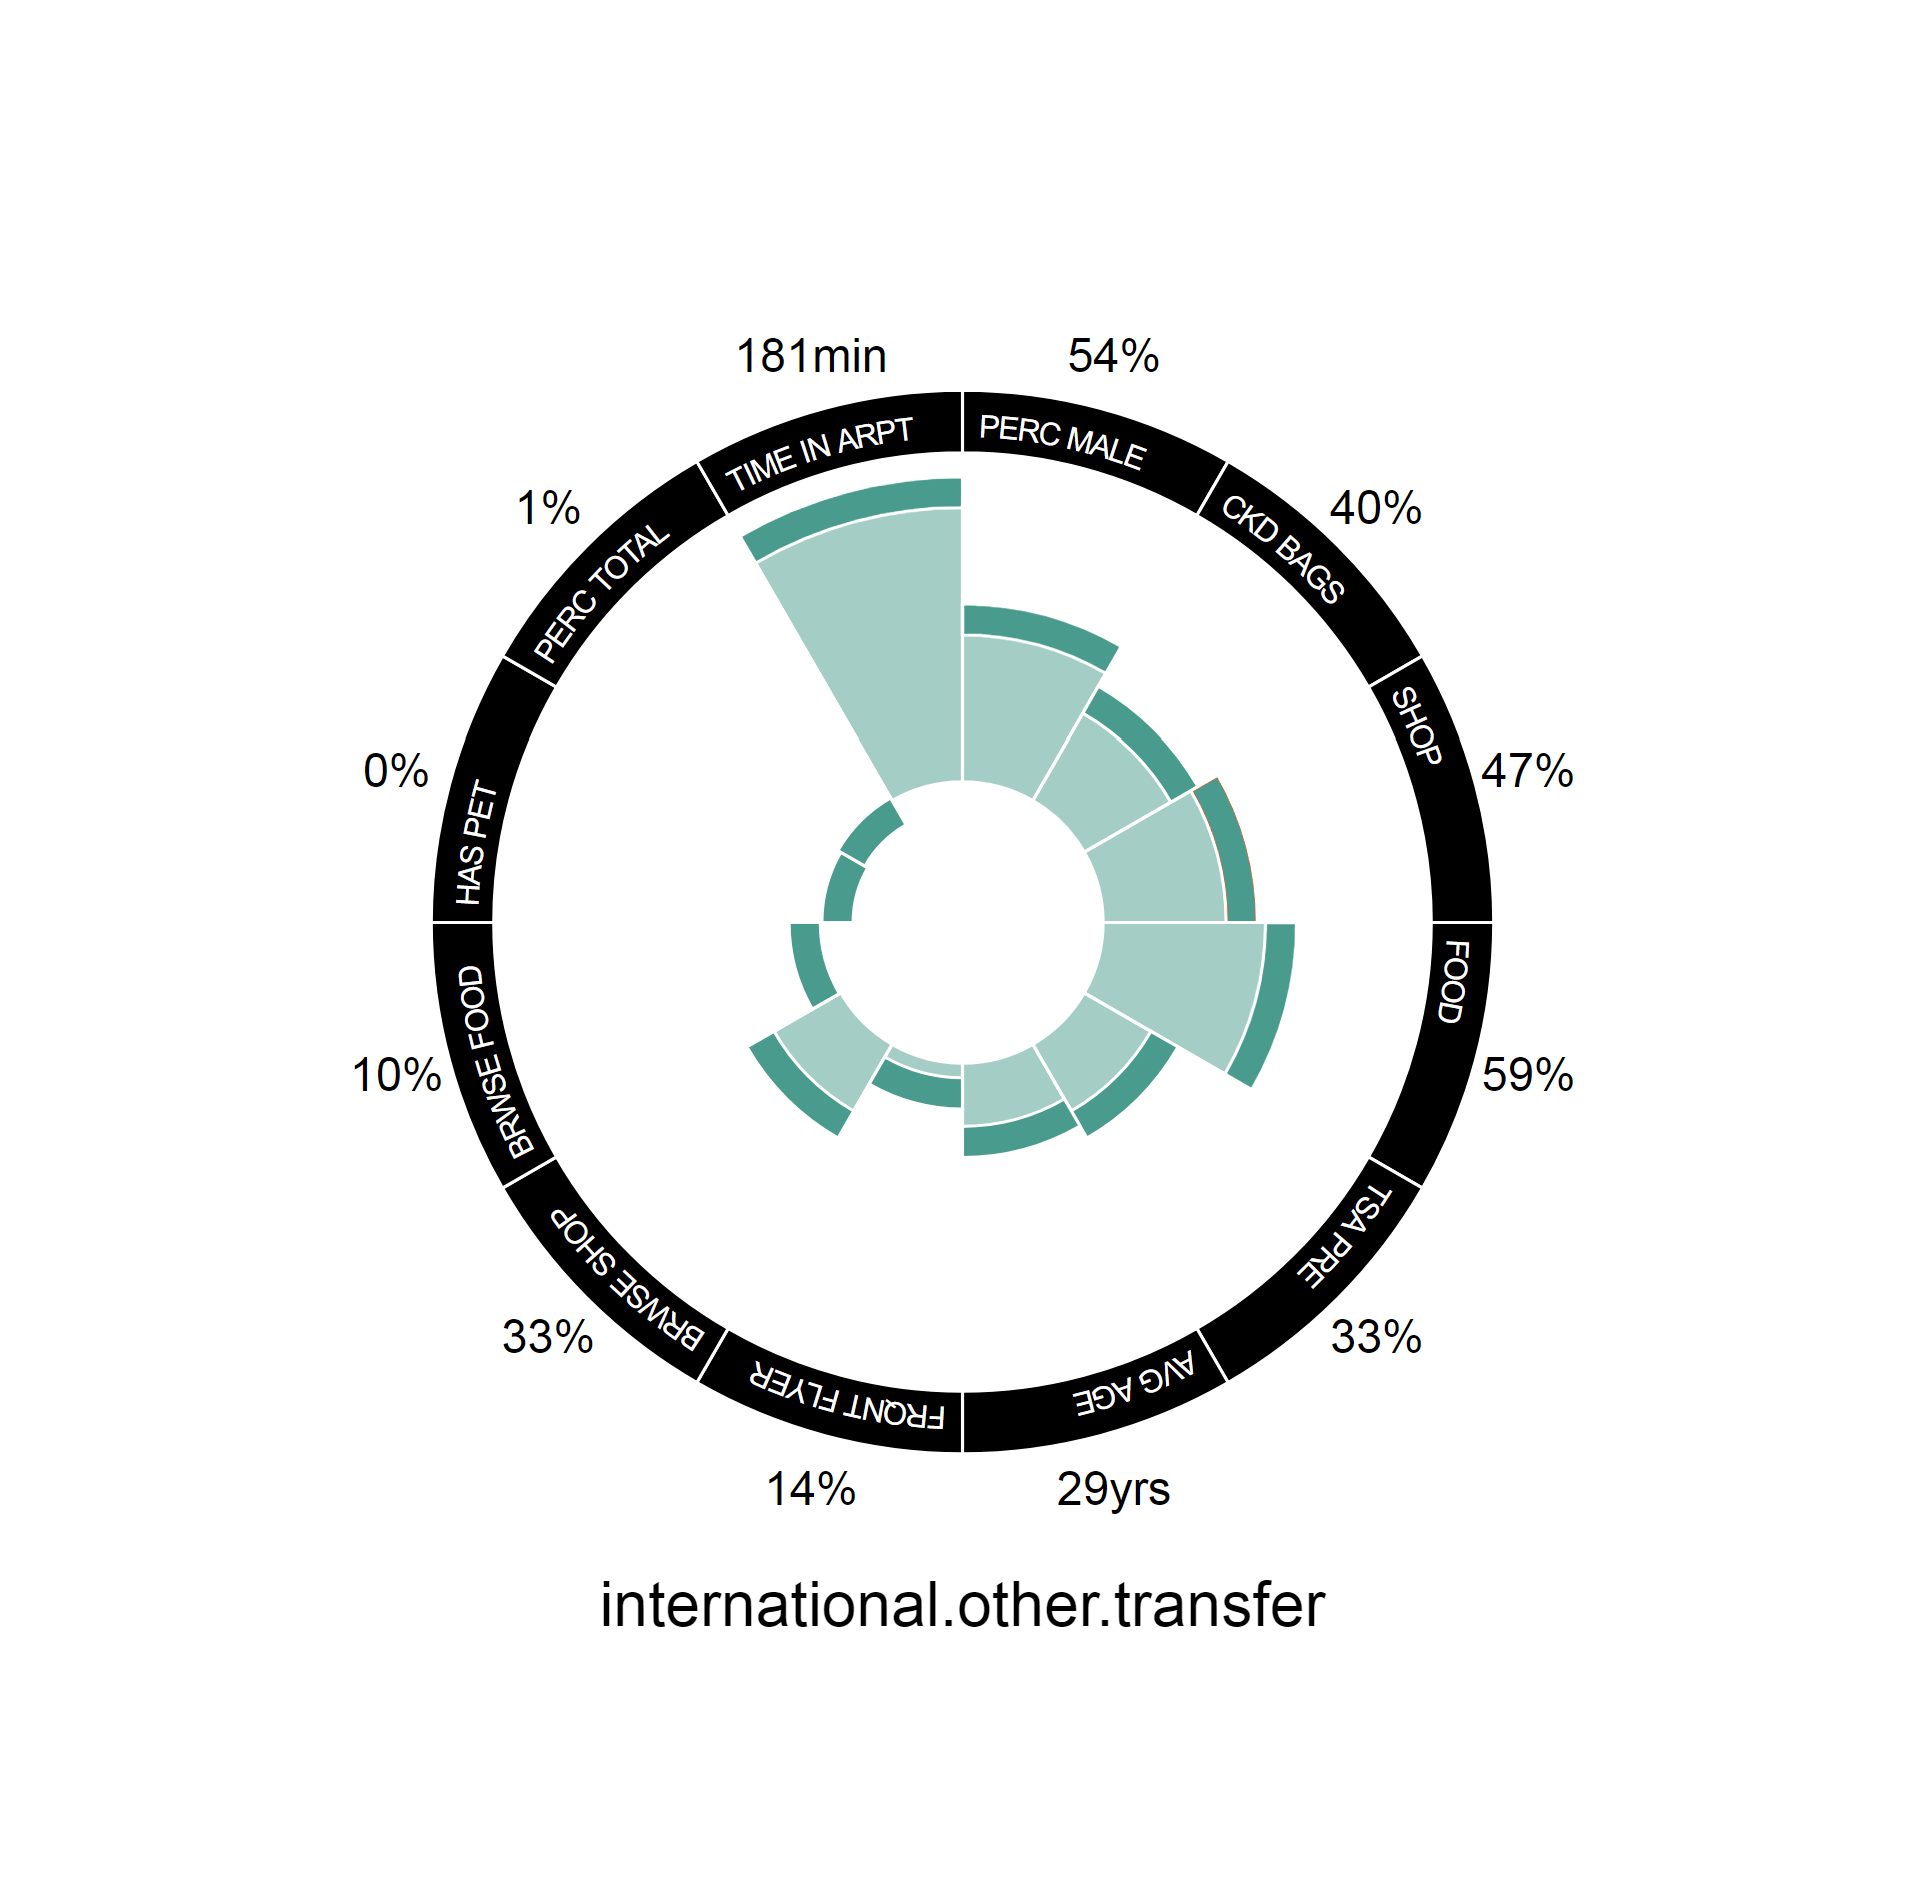 181min
54%
TIME IN ARPT
PERC MALE
1%
40%
PERC TOTAL
CKD BAGS
0%
47%
HAS PET
SHOP
10%
59%
BRWSE FOOD
FOOD
33%
33%
BRWSE SHOP
TSA PRE
14%
29yrs
FRQNT FLYER
AVG AGE
international.other.transfer